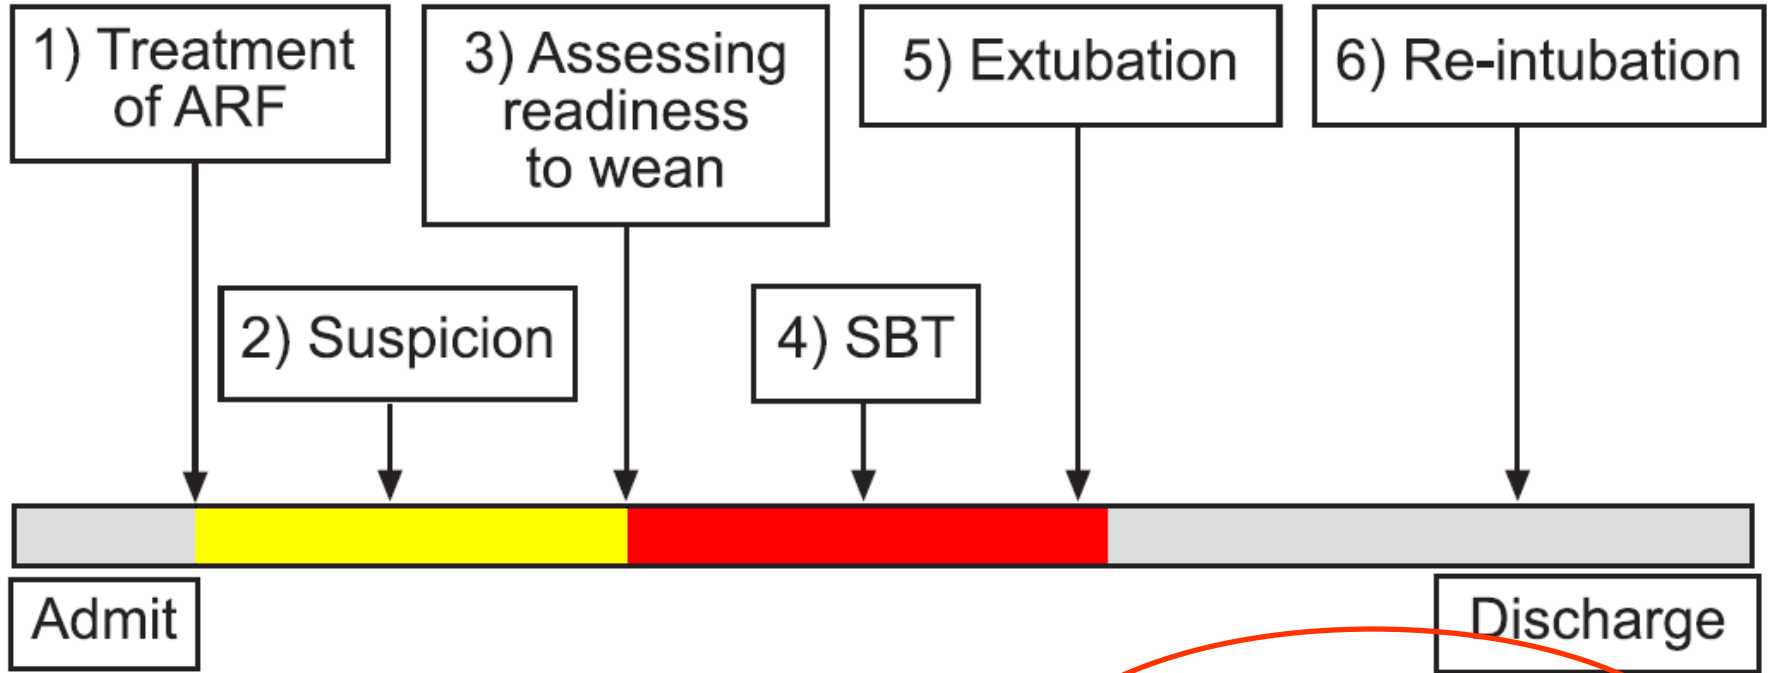 1) Treatment
of ARF
3) Assessing
readiness
to wean
5) Extubation
6) Re-intubation
2) Suspicion
4) SBT
Admit
Discharge